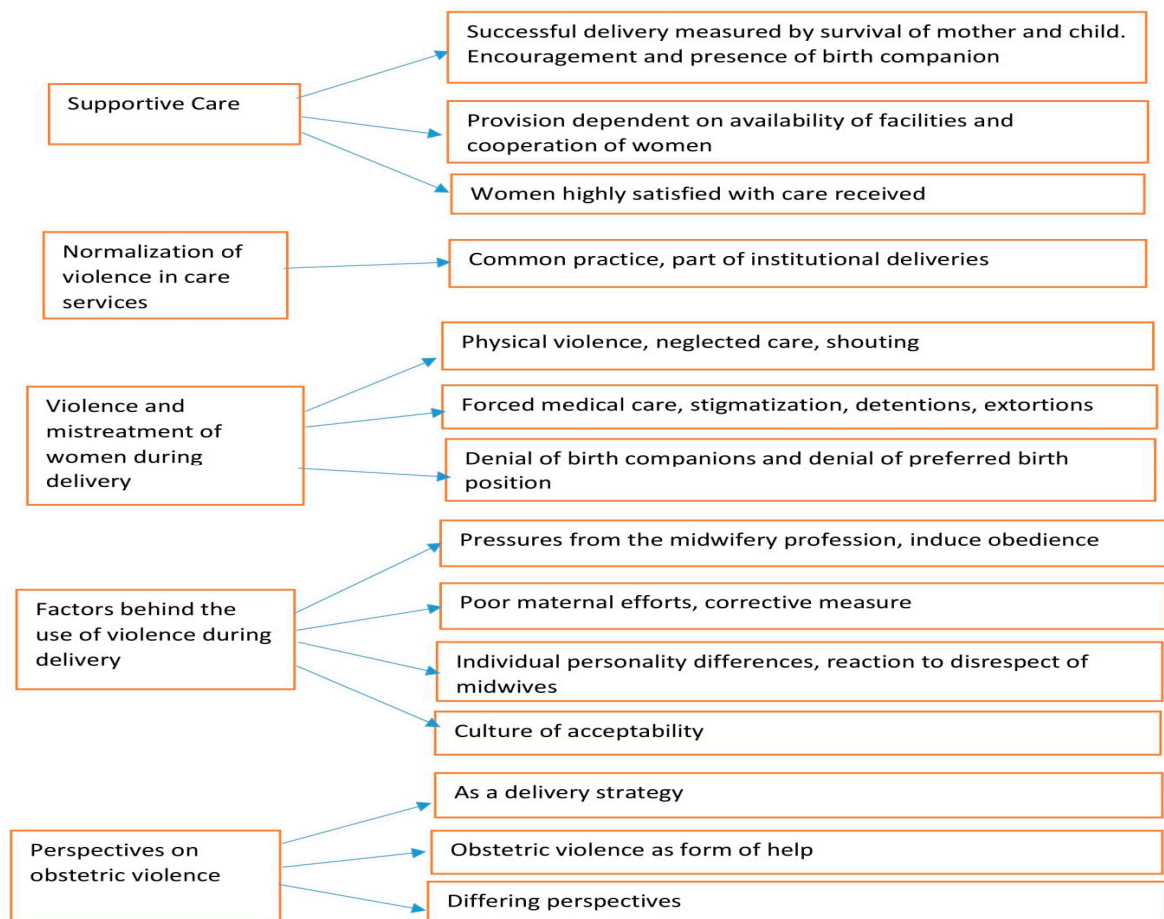 Supportive Care
Successful delivery measured by survival of mother and child.
Encouragement and presence of birth companion
Provision dependent on availability of facilities and
cooperation of women
Women highly satisfied with care received
Normalization of
violence in care
services
Common practice, part of institutional deliveries
Violence and
mistreatment of
women during
delivery
Physical violence, neglected care, shouting
Forced medical care, stigmatization, detentions, extortions
Denial of birth companions and denial of preferred birth
position
Factors behind the
use of violence during
delivery
Pressures from the midwifery profession, induce obedience
Poor maternal efforts, corrective measure
Individual personality differences, reaction to disrespect of
midwives
Culture of acceptability
Perspectives on
obstetric violence
As a delivery strategy
Obstetric violence as form of help
Differing perspectives